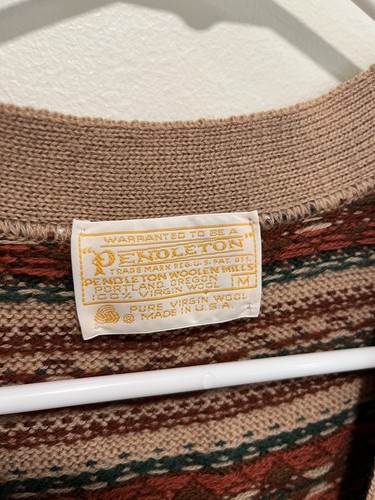 WARRANTED TO BE A
"PENDLETON"
TRADE MARK REG. U.S. PAT. OFF.
PENDLETON WOOLEN MILLS
PORTLAND, OREGON
100% VIRGIN WOOL
M
PURE VIRGIN WOOL
® MADE IN U.S.A.